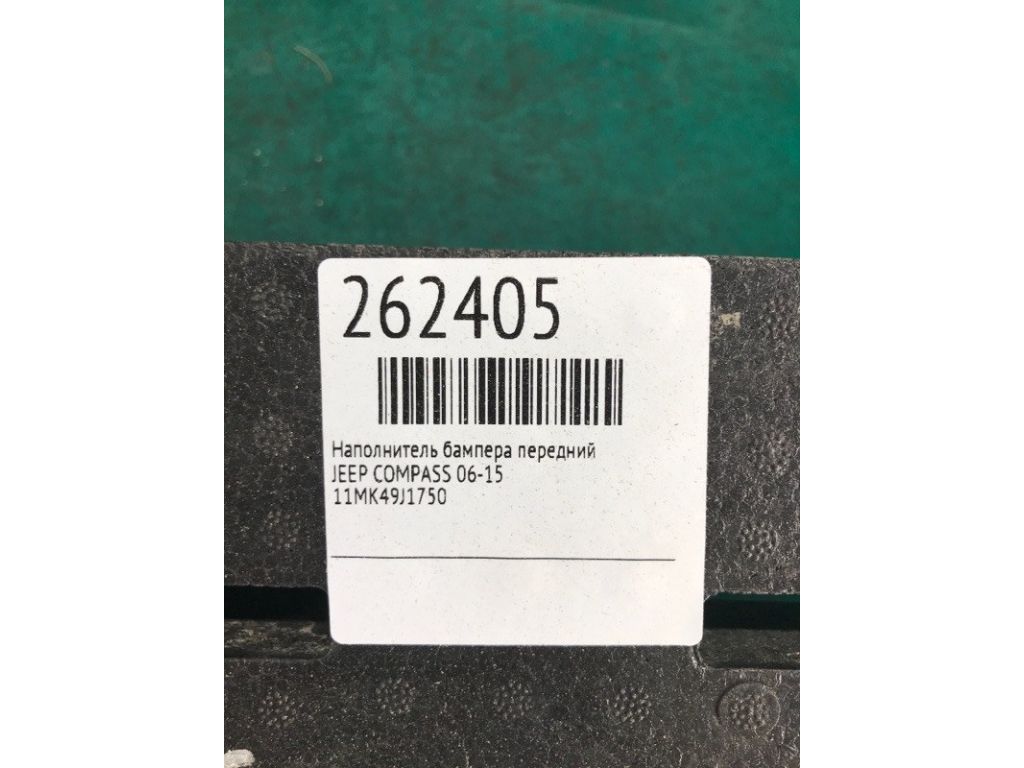 262405
Наполнитель бампера передний
JEEP COMPASS 06-15
11MK49J1750